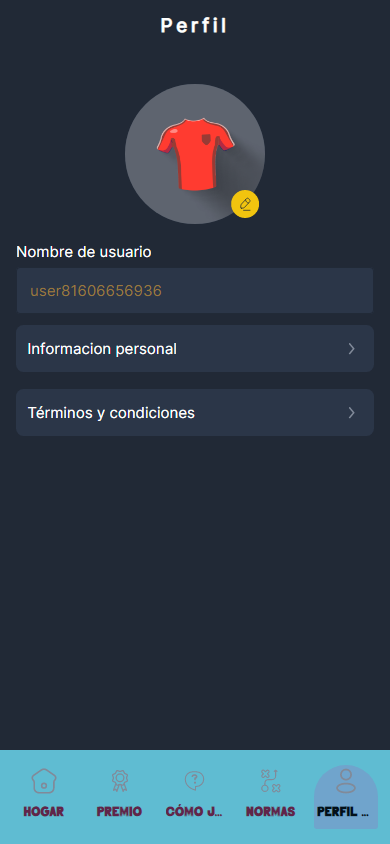 Perfil
Nombre de usuario
user81606656936
Informacion personal
Términos y condiciones
HOGAR
PREMIO
CÓMO J...
NORMAS
PERFIL ...